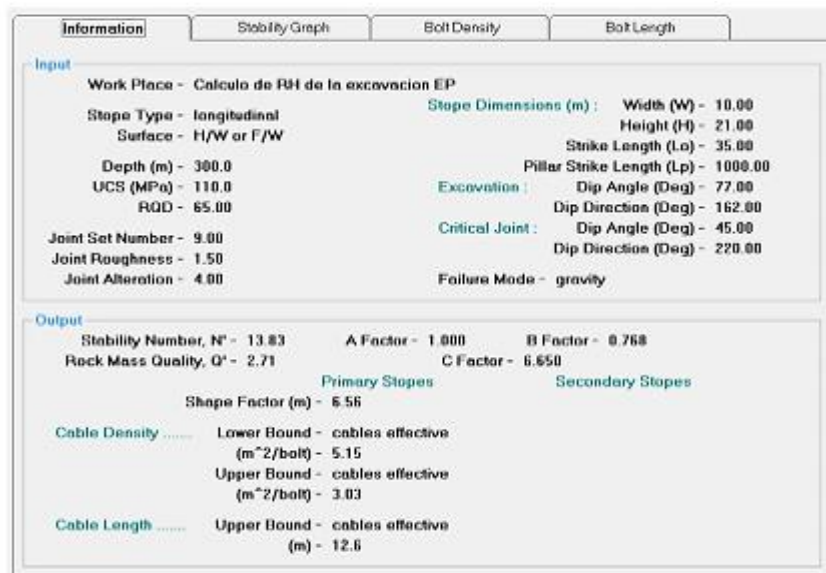 Information Stability Graph Bolt Density Bolt Length
Input
Work Place - Calculo de RH de la excavacion EP
Stope Type - longitudinal
Surface - H/W or F/W
Depth (m) - 300.0
UCS (MPa) - 110.0
RQD - 65.00
Joint Set Number - 9.00
Joint Roughness - 1.50
Joint Alteration - 4.00
Stope Dimensions (m) : Width (W) - 10.00
Height (H) - 21.00
Strike Length (Lo) - 35.00
Pillar Strike Length (Lp) - 1000.00
Excavation : Dip Angle (Deg) - 77.00
Dip Direction (Deg) - 162.00
Critical Joint : Dip Angle (Deg) - 45.00
Dip Direction (Deg) - 220.00
Failure Mode - gravity
Output
Stability Number, N' - 13.83 A Factor - 1.000 B Factor - 0.768
Rock Mass Quality, Q' - 2.71 C Factor - 6.650
Primary Stopes Secondary Stopes
Shape Factor (m) - 6.56
Cable Density ....... Lower Bound - cables effective
(m^2/bolt) - 5.15
Upper Bound - cables effective
(m^2/bolt) - 3.03
Cable Length ....... Upper Bound - cables effective
(m) - 12.6